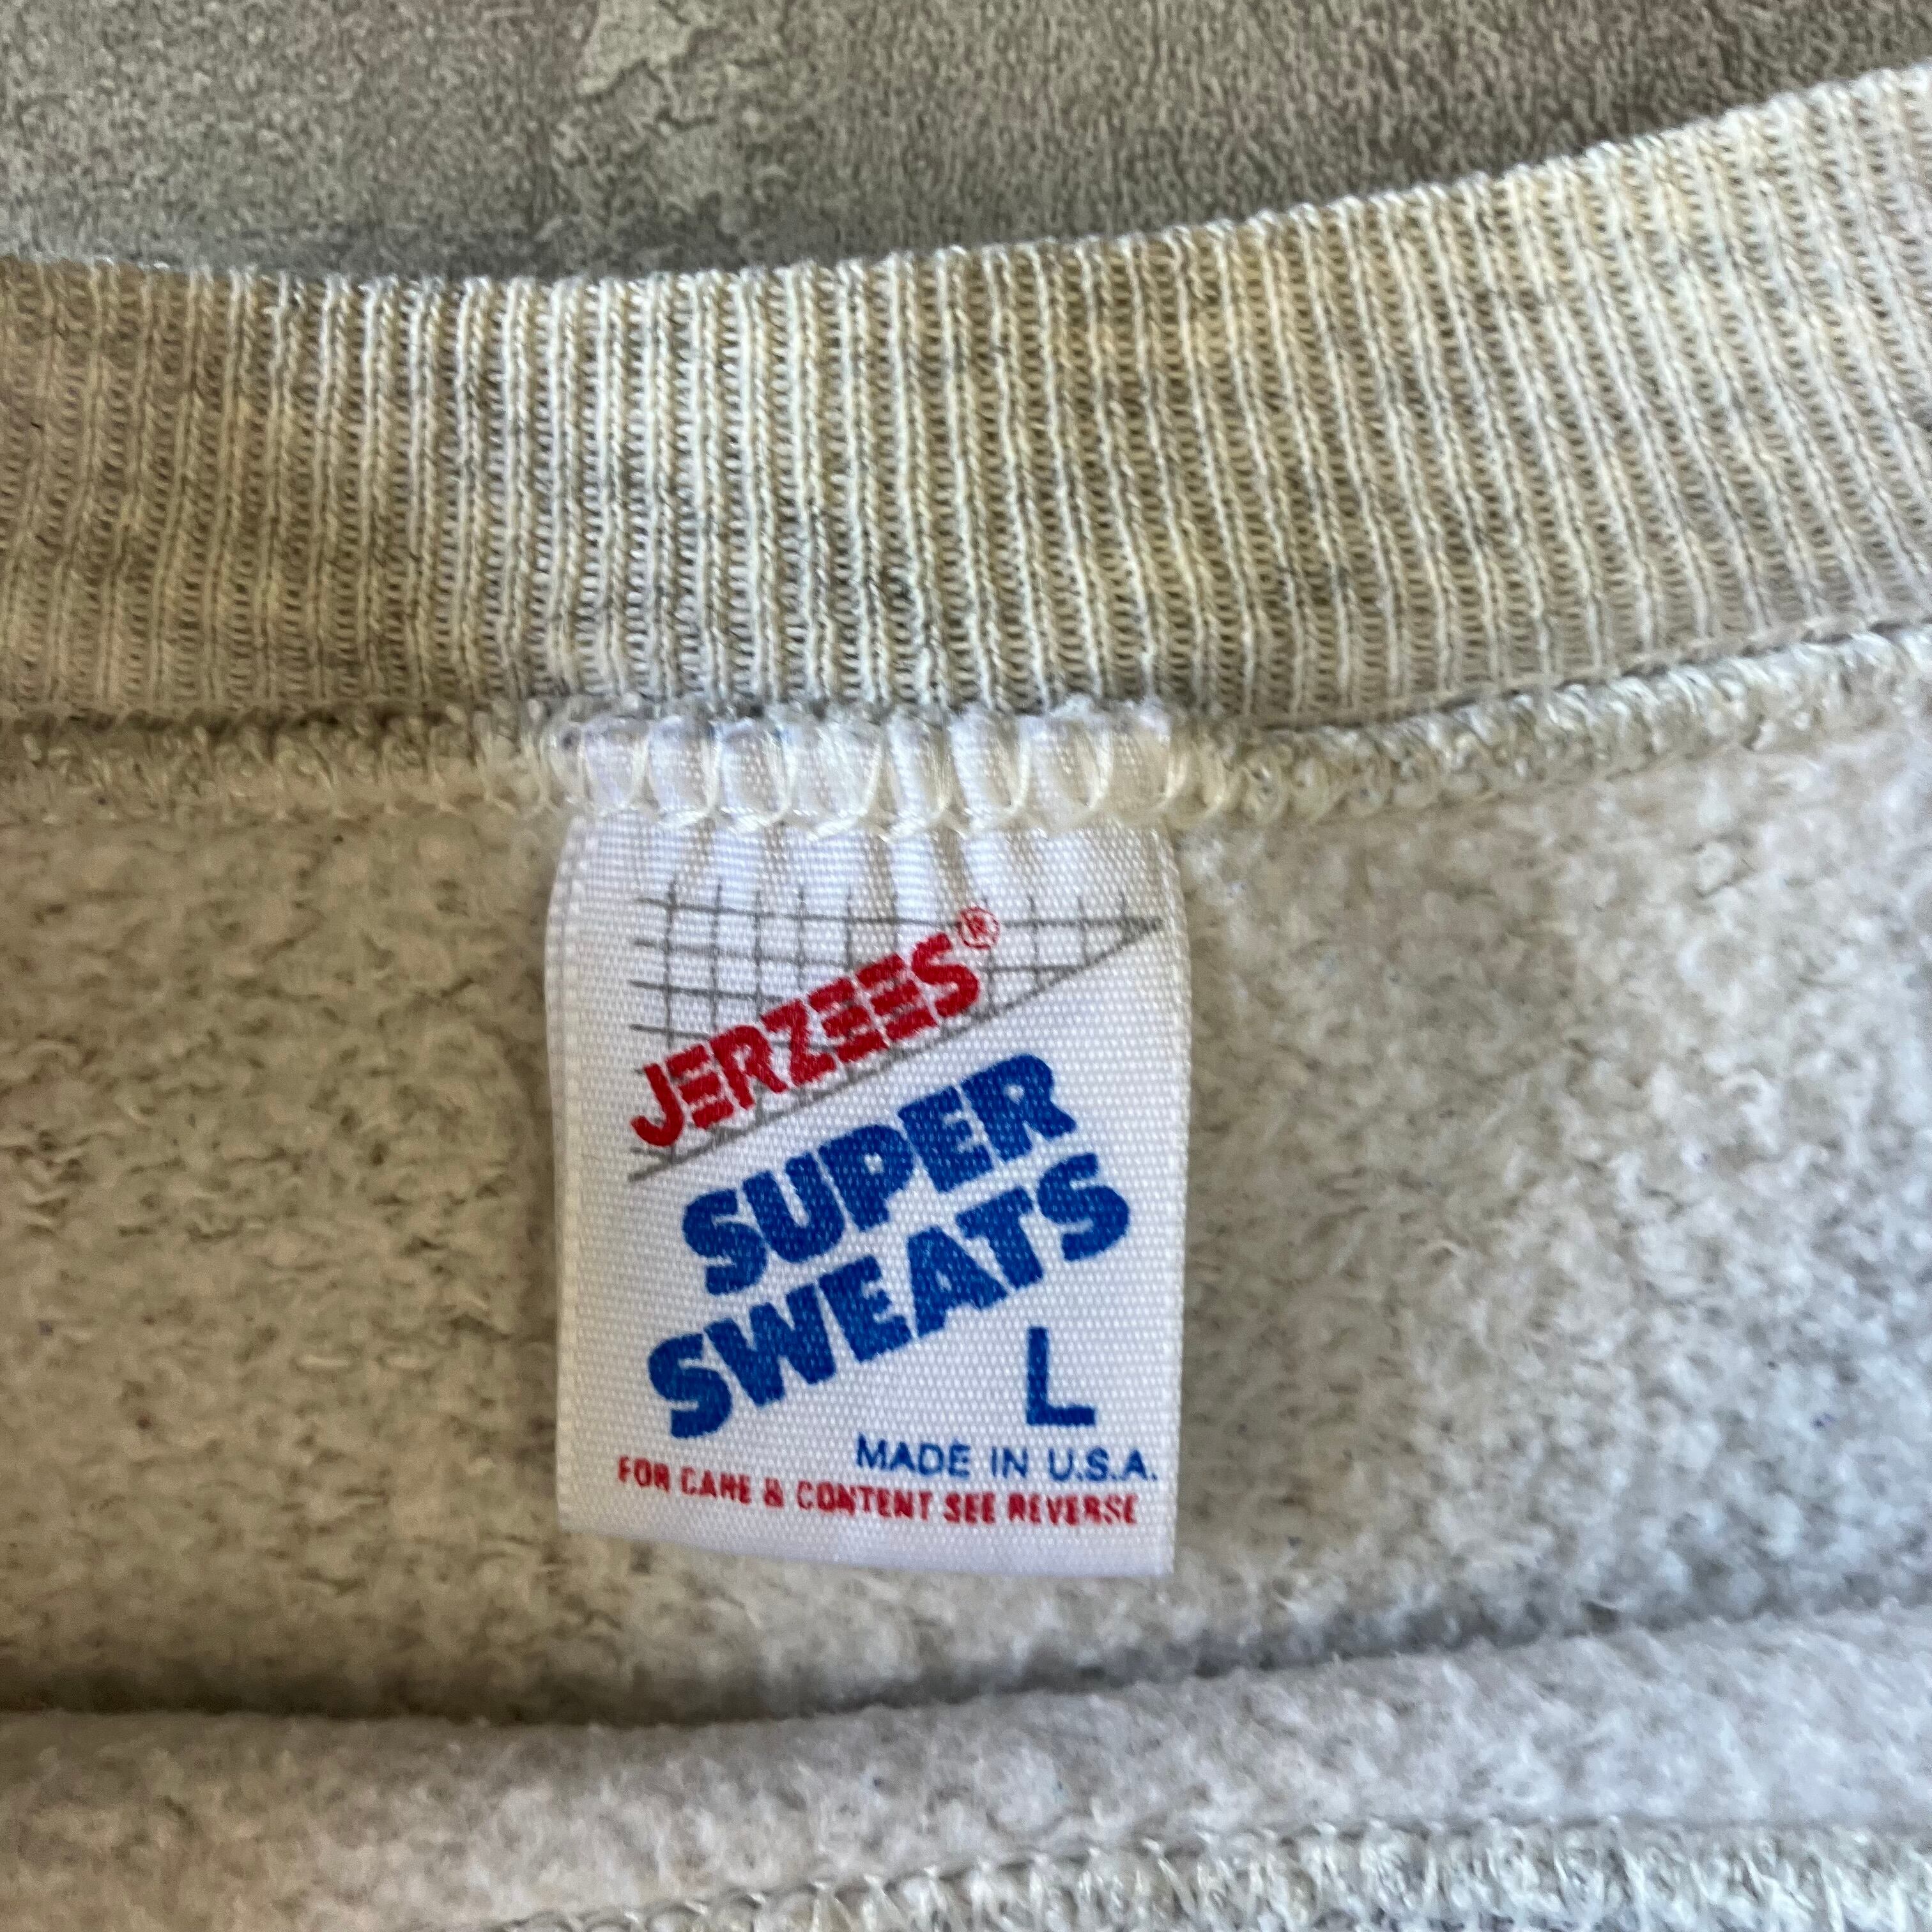 JERZEES®
SUPER
SWEATS
L
MADE IN U.S.A.
FOR CARE & CONTENT SEE REVERSE